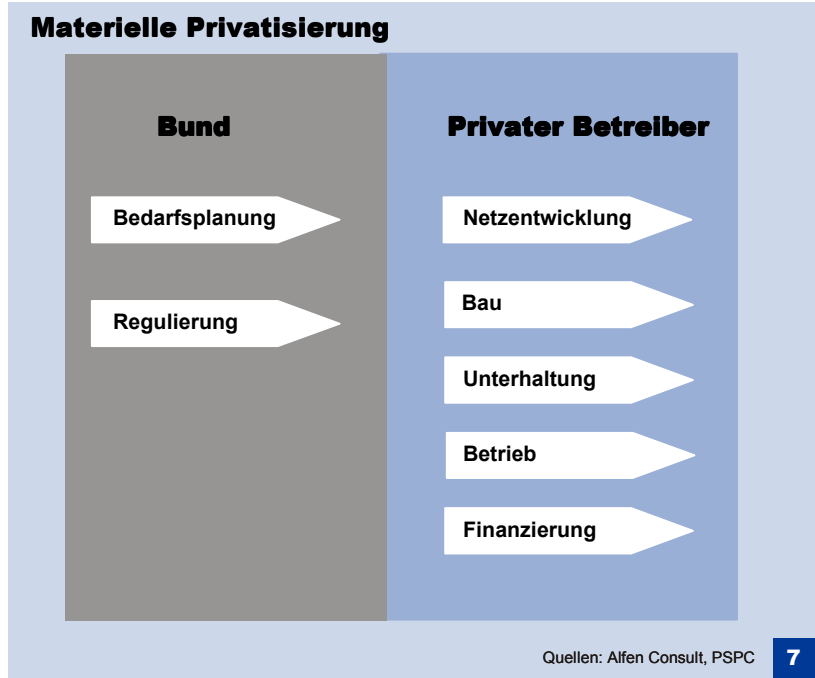 Materielle Privatisierung
Bund
Bedarfsplanung
Regulierung
Privater Betreiber
Netzentwicklung
Bau
Unterhaltung
Betrieb
Finanzierung
Quellen: Alfen Consult, PSPC
7